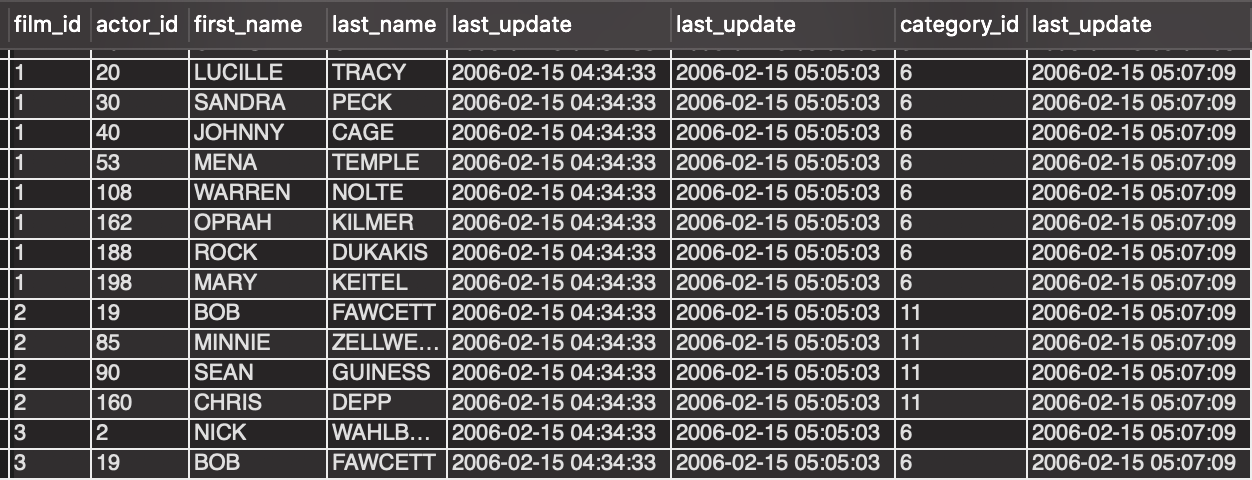 film_id actor_id first_name last_name last_update last_update category_id last_update
1 20 LUCILLE TRACY 2006-02-15 04:34:33 2006-02-15 05:05:03 6 2006-02-15 05:07:09
1 30 SANDRA PECK 2006-02-15 04:34:33 2006-02-15 05:05:03 6 2006-02-15 05:07:09
1 40 JOHNNY CAGE 2006-02-15 04:34:33 2006-02-15 05:05:03 6 2006-02-15 05:07:09
1 53 MENA TEMPLE 2006-02-15 04:34:33 2006-02-15 05:05:03 6 2006-02-15 05:07:09
1 108 WARREN NOLTE 2006-02-15 04:34:33 2006-02-15 05:05:03 6 2006-02-15 05:07:09
1 162 OPRAH KILMER 2006-02-15 04:34:33 2006-02-15 05:05:03 6 2006-02-15 05:07:09
1 188 ROCK DUKAKIS 2006-02-15 04:34:33 2006-02-15 05:05:03 6 2006-02-15 05:07:09
1 198 MARY KEITEL 2006-02-15 04:34:33 2006-02-15 05:05:03 6 2006-02-15 05:07:09
2 19 BOB FAWCETT 2006-02-15 04:34:33 2006-02-15 05:05:03 11 2006-02-15 05:07:09
2 85 MINNIE ZELLWE... 2006-02-15 04:34:33 2006-02-15 05:05:03 11 2006-02-15 05:07:09
2 90 SEAN GUINESS 2006-02-15 04:34:33 2006-02-15 05:05:03 11 2006-02-15 05:07:09
2 160 CHRIS DEPP 2006-02-15 04:34:33 2006-02-15 05:05:03 11 2006-02-15 05:07:09
3 2 NICK WAHLB... 2006-02-15 04:34:33 2006-02-15 05:05:03 6 2006-02-15 05:07:09
3 19 BOB FAWCETT 2006-02-15 04:34:33 2006-02-15 05:05:03 6 2006-02-15 05:07:09